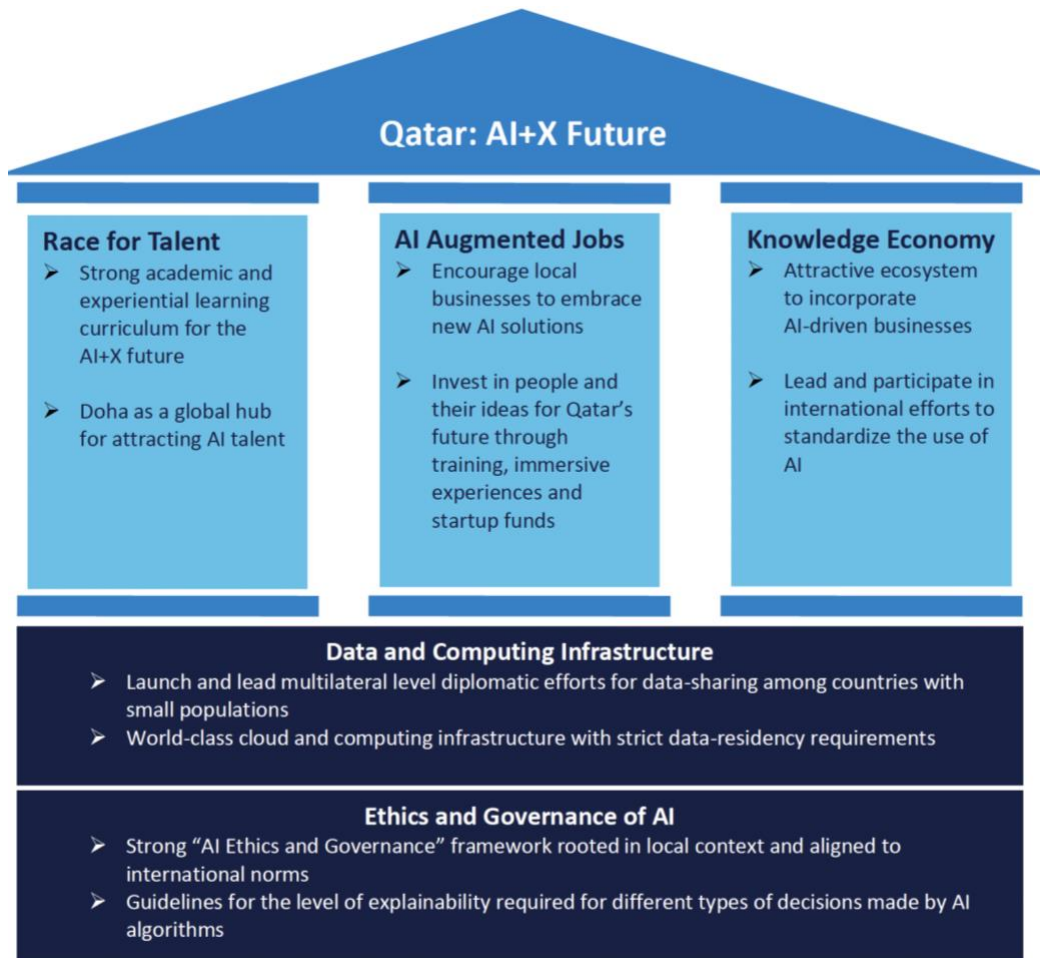 Qatar: AI+X Future
Race for Talent
➢ Strong academic and
experiential learning
curriculum for the
AI+X future
➢ Doha as a global hub
for attracting AI talent
AI Augmented Jobs
➢ Encourage local
businesses to embrace
new AI solutions
➢ Invest in people and
their ideas for Qatar’s
future through
training, immersive
experiences and
startup funds
Knowledge Economy
➢ Attractive ecosystem
to incorporate
AI-driven businesses
➢ Lead and participate in
international efforts to
standardize the use of
AI
Data and Computing Infrastructure
➢ Launch and lead multilateral level diplomatic efforts for data-sharing among countries with
small populations
➢ World-class cloud and computing infrastructure with strict data-residency requirements
Ethics and Governance of AI
➢ Strong “AI Ethics and Governance” framework rooted in local context and aligned to
international norms
➢ Guidelines for the level of explainability required for different types of decisions made by AI
algorithms